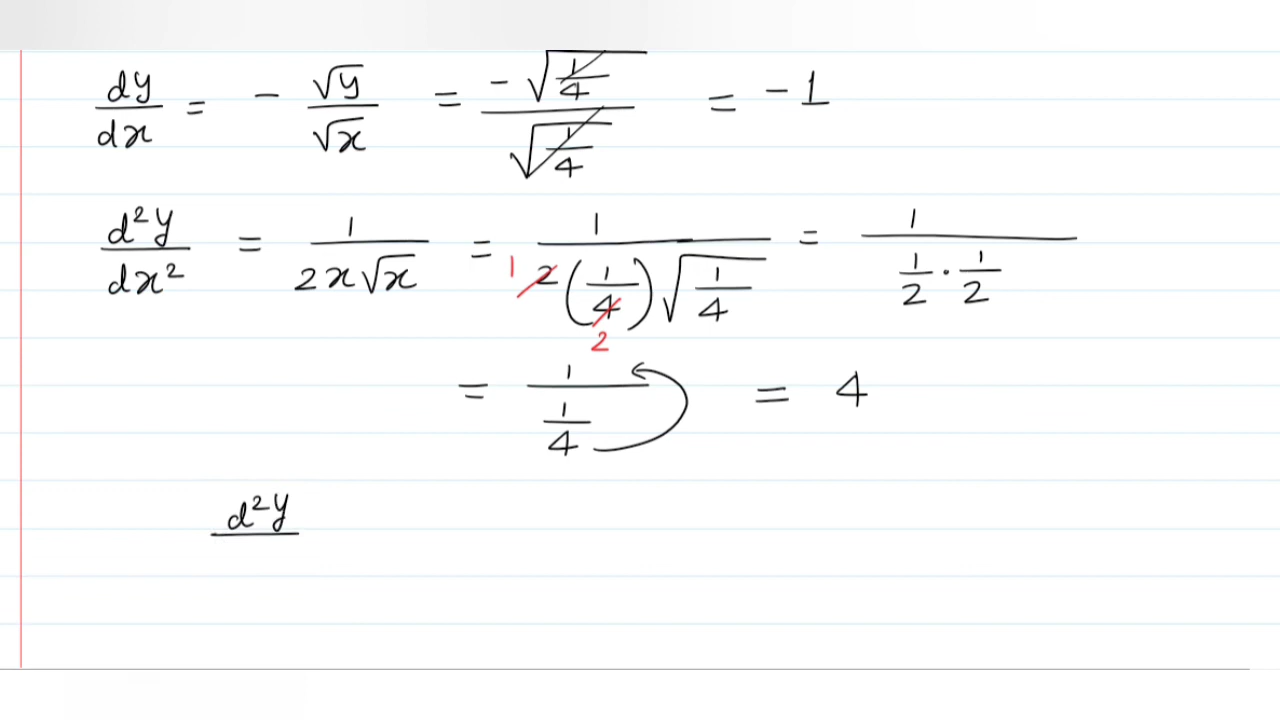 dy/dx = - √y/√x = -√(1/4)/√(1/4) = -1
d²y/dx² = 1/(2x√x) = 1/(2(1/4)√(1/4)) = 1/(1/2 · 1/2)
1 2
= 1/(1/4) = 4
d²y